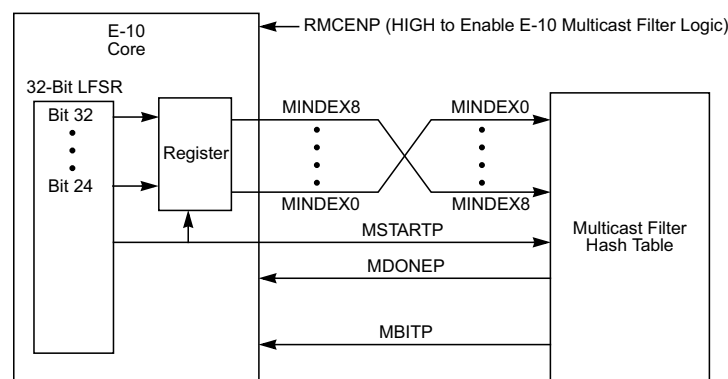 E-10
Core
RMCENP (HIGH to Enable E-10 Multicast Filter Logic)
32-Bit LFSR
Bit 32
Bit 24
Register
MINDEX8
MINDEX0
MINDEX0
MINDEX8
MSTARTP
MDONEP
MBITP
Multicast Filter
Hash Table